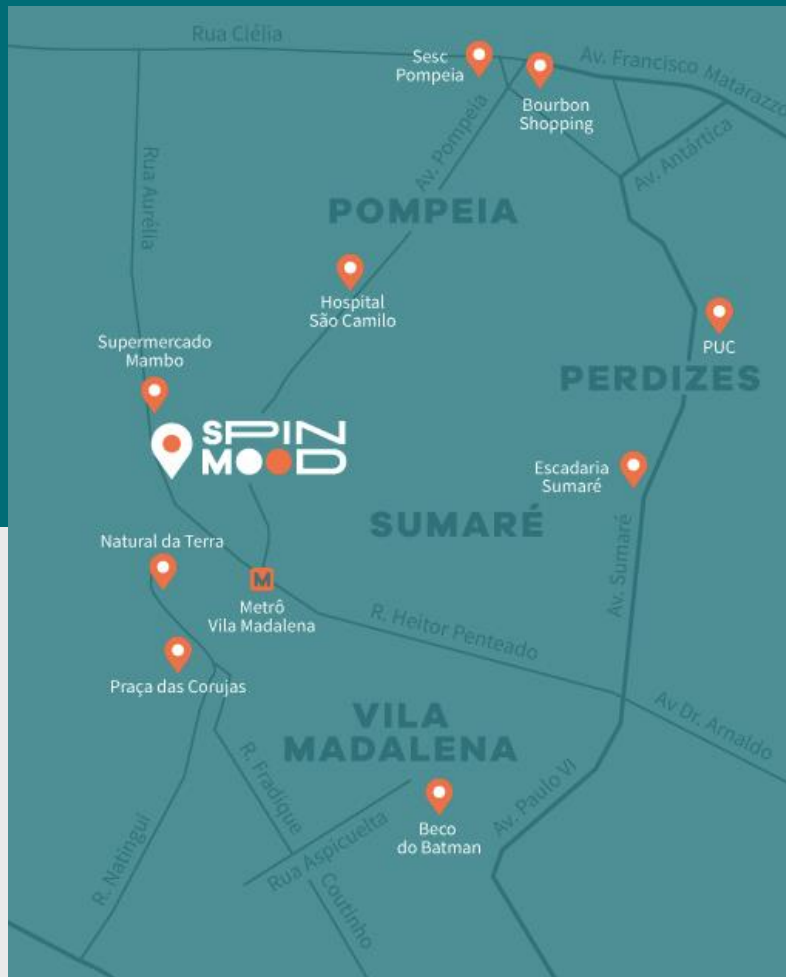 Rua Clélia
Sesc
Pompeia
Av. Francisco Matarazzo
Bourbon
Shopping
Av. Pompeia
Av. Antártica
Rua Aurélia
POMPEIA
Hospital
São Camilo
PUC
Supermercado
Mambo
PERDIZES
SPIN
MOOD
Escadaria
Sumaré
SUMARÉ
Av. Sumaré
Natural da Terra
M
Metrô
Vila Madalena
R. Heitor Penteado
Praça das Corujas
Av Dr. Arnaldo
VILA
MADALENA
R. Fradique
Coutinho
Av. Paulo VI
Beco
do Batman
Rua Aspicuelta
R. Natingui